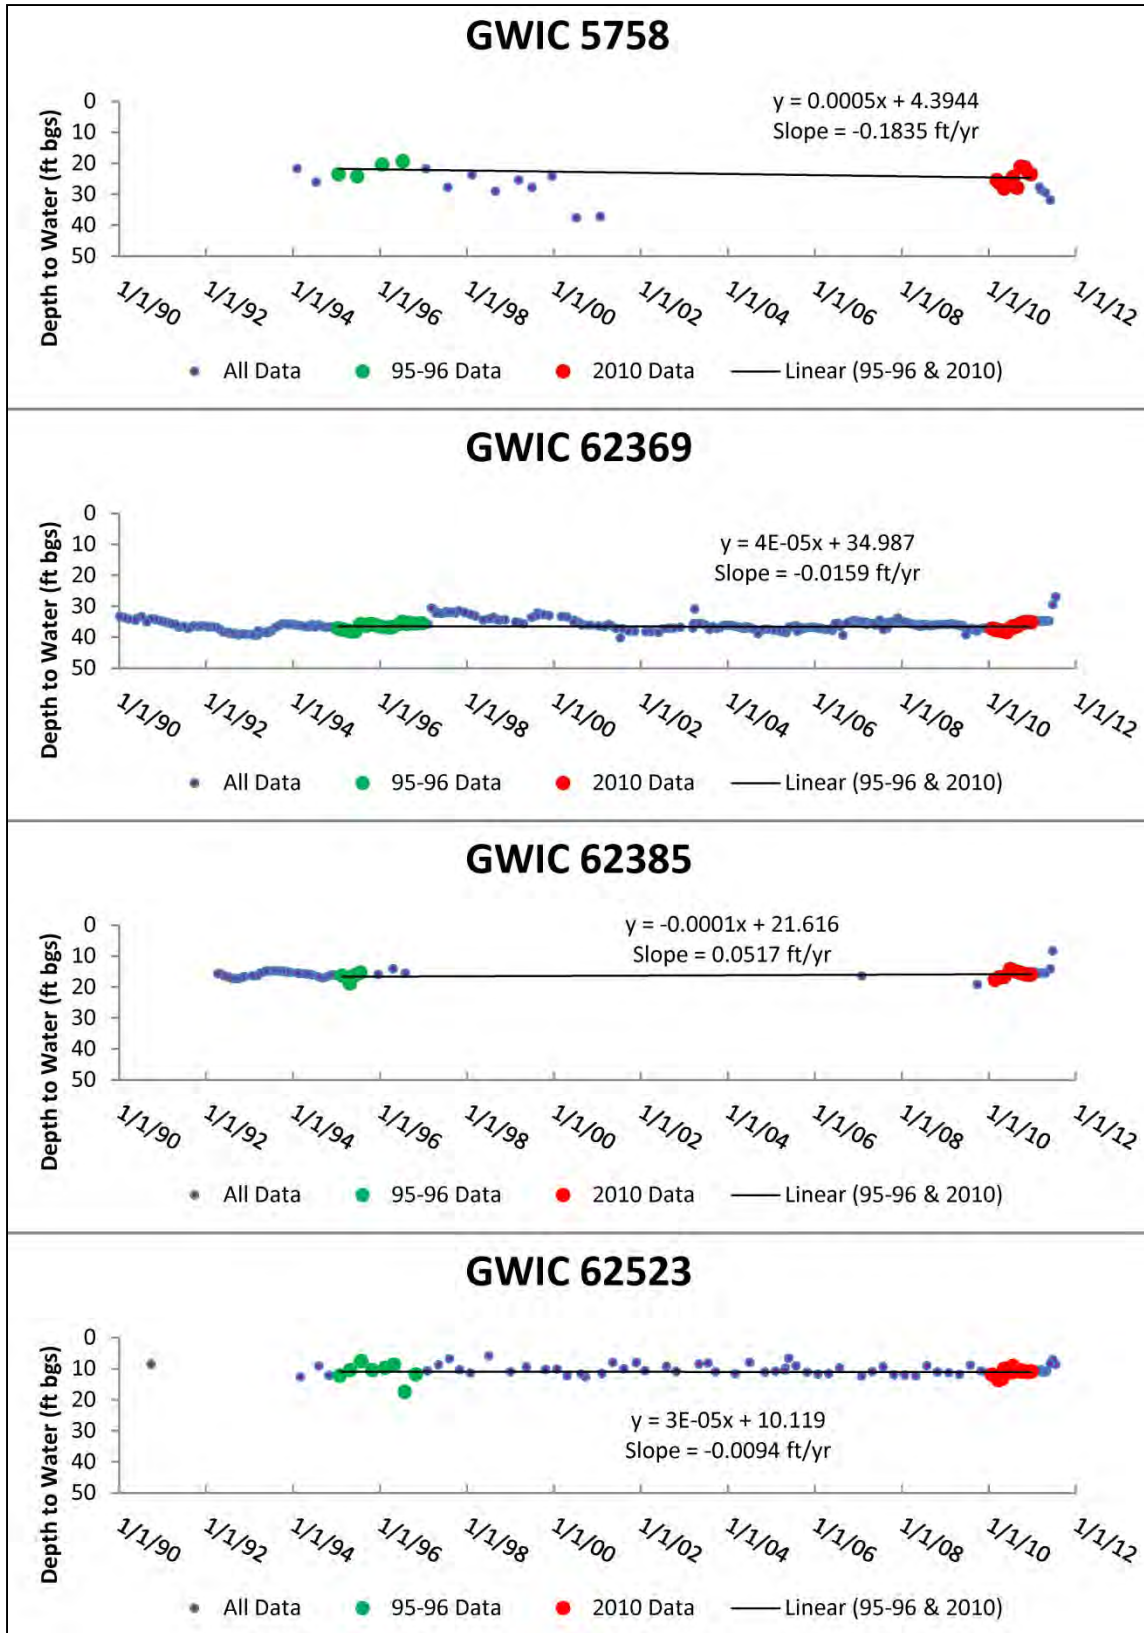 GWIC 5758
y = 0.0005x + 4.3944
Slope = -0.1835 ft/yr
Depth to Water (ft bgs)
0
10
20
30
40
50
1/1/90 1/1/92 1/1/94 1/1/96 1/1/98 1/1/00 1/1/02 1/1/04 1/1/06 1/1/08 1/1/10 1/1/12
All Data 95-96 Data 2010 Data Linear (95-96 & 2010)
GWIC 62369
y = 4E-05x + 34.987
Slope = -0.0159 ft/yr
Depth to Water (ft bgs)
0
10
20
30
40
50
1/1/90 1/1/92 1/1/94 1/1/96 1/1/98 1/1/00 1/1/02 1/1/04 1/1/06 1/1/08 1/1/10 1/1/12
All Data 95-96 Data 2010 Data Linear (95-96 & 2010)
GWIC 62385
y = -0.0001x + 21.616
Slope = 0.0517 ft/yr
Depth to Water (ft bgs)
0
10
20
30
40
50
1/1/90 1/1/92 1/1/94 1/1/96 1/1/98 1/1/00 1/1/02 1/1/04 1/1/06 1/1/08 1/1/10 1/1/12
All Data 95-96 Data 2010 Data Linear (95-96 & 2010)
GWIC 62523
y = 3E-05x + 10.119
Slope = -0.0094 ft/yr
Depth to Water (ft bgs)
0
10
20
30
40
50
1/1/90 1/1/92 1/1/94 1/1/96 1/1/98 1/1/00 1/1/02 1/1/04 1/1/06 1/1/08 1/1/10 1/1/12
All Data 95-96 Data 2010 Data Linear (95-96 & 2010)